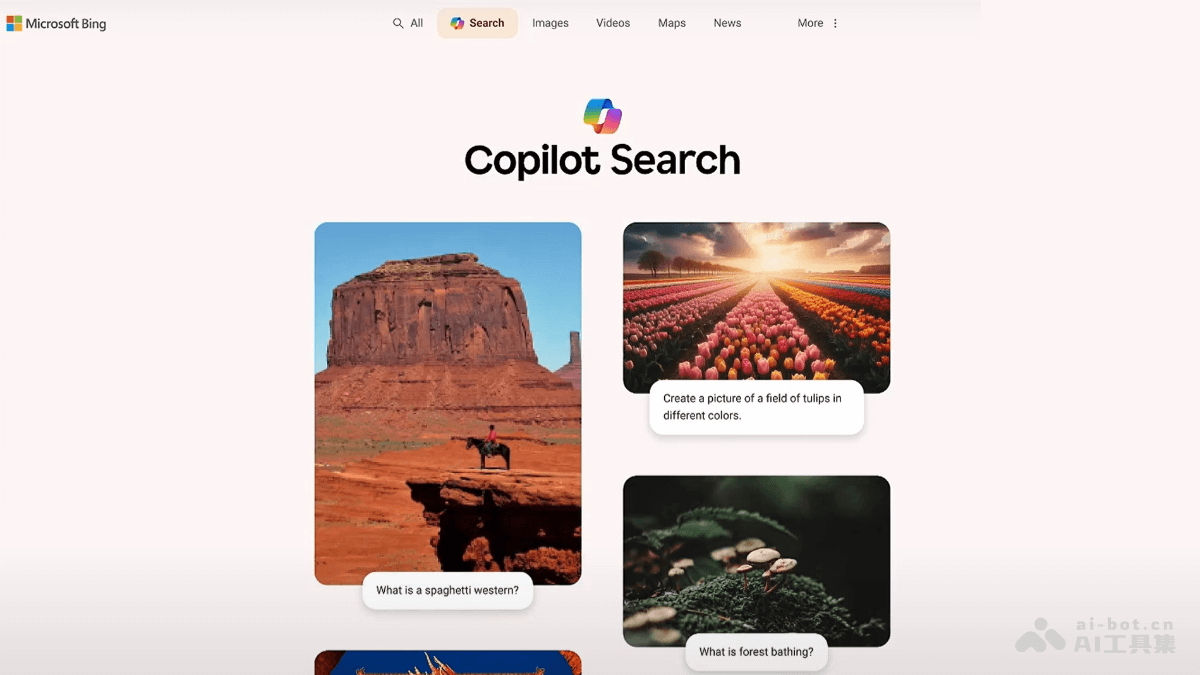 Microsoft Bing
All
Search
Images
Videos
Maps
News
More
Copilot Search
Create a picture of a field of tulips in
different colors.
What is a spaghetti western?
What is forest bathing?
ai-bot.cn
AI工具集